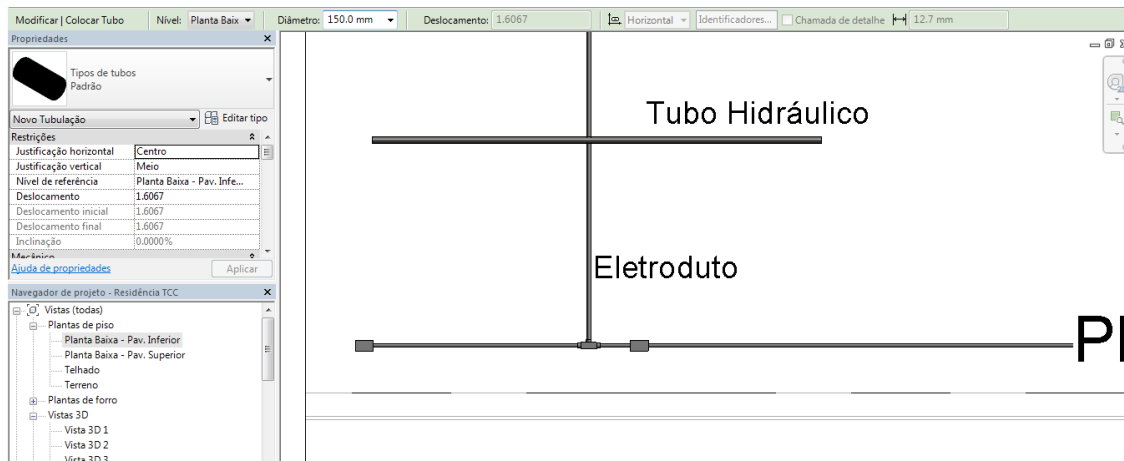 Modificar | Colocar Tubo Nível: Planta Baix Diâmetro: 150.0 mm Deslocamento: 1.6067 Horizontal Identificadores... Chamada de detalhe 12.7 mm
Propriedades
Tipos de tubos
Padrão
Novo Tubulação Editar tipo
Restrições
Justificação horizontal Centro
Justificação vertical Meio
Nível de referência Planta Baixa - Pav. Infe...
Deslocamento 1.6067
Deslocamento inicial 1.6067
Deslocamento final 1.6067
Inclinação 0.0000%
Mecânico
Ajuda de propriedades Aplicar
Navegador de projeto - Residência TCC
Vistas (todas)
Plantas de piso
Planta Baixa - Pav. Inferior
Planta Baixa - Pav. Superior
Telhado
Terreno
Plantas de forro
Vistas 3D
Vista 3D 1
Vista 3D 2
Vista 3D 3
Tubo Hidráulico
Eletroduto
Pl